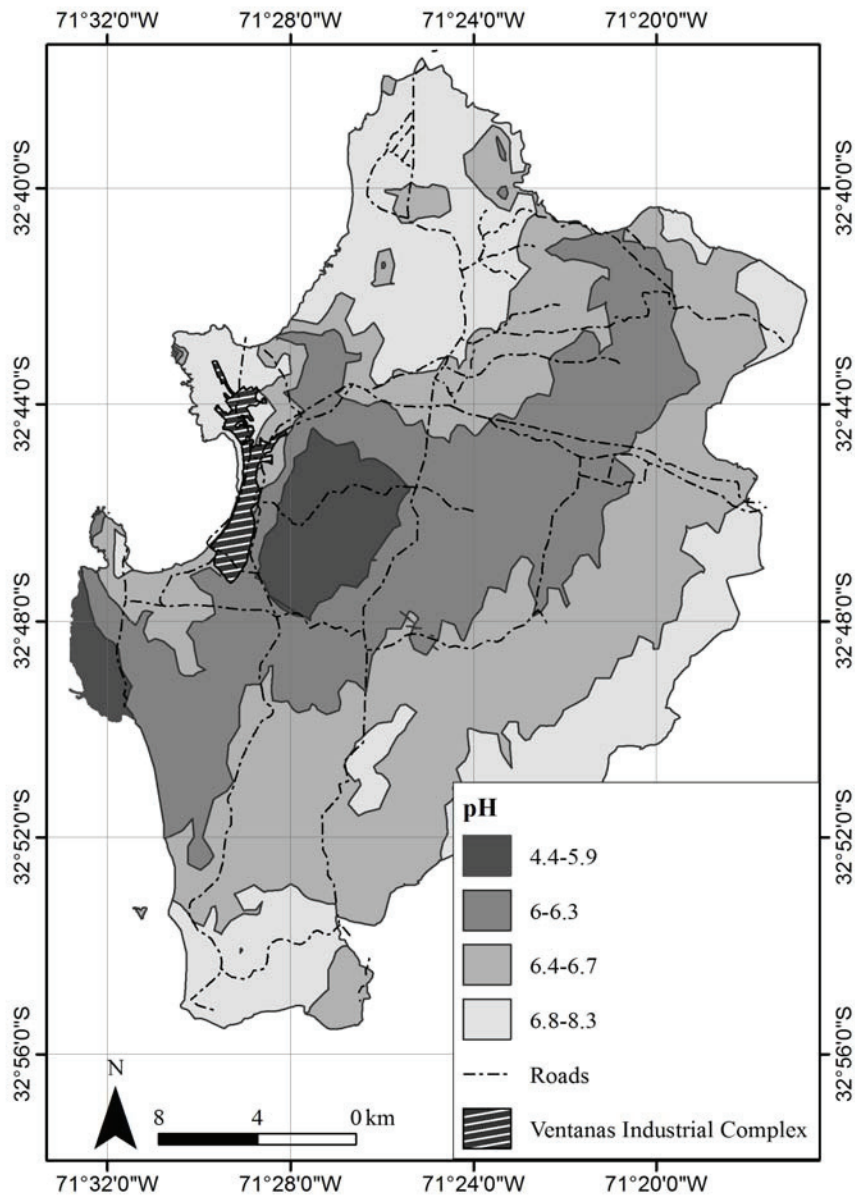 71°32'0"W 71°28'0"W 71°24'0"W 71°20'0"W
32°40'0"S 32°40'0"S
32°44'0"S 32°44'0"S
32°48'0"S 32°48'0"S
32°52'0"S 32°52'0"S
32°56'0"S 32°56'0"S
pH
4.4-5.9
6-6.3
6.4-6.7
6.8-8.3
Roads
Ventanas Industrial Complex
N
8 4 0 km
71°32'0"W 71°28'0"W 71°24'0"W 71°20'0"W